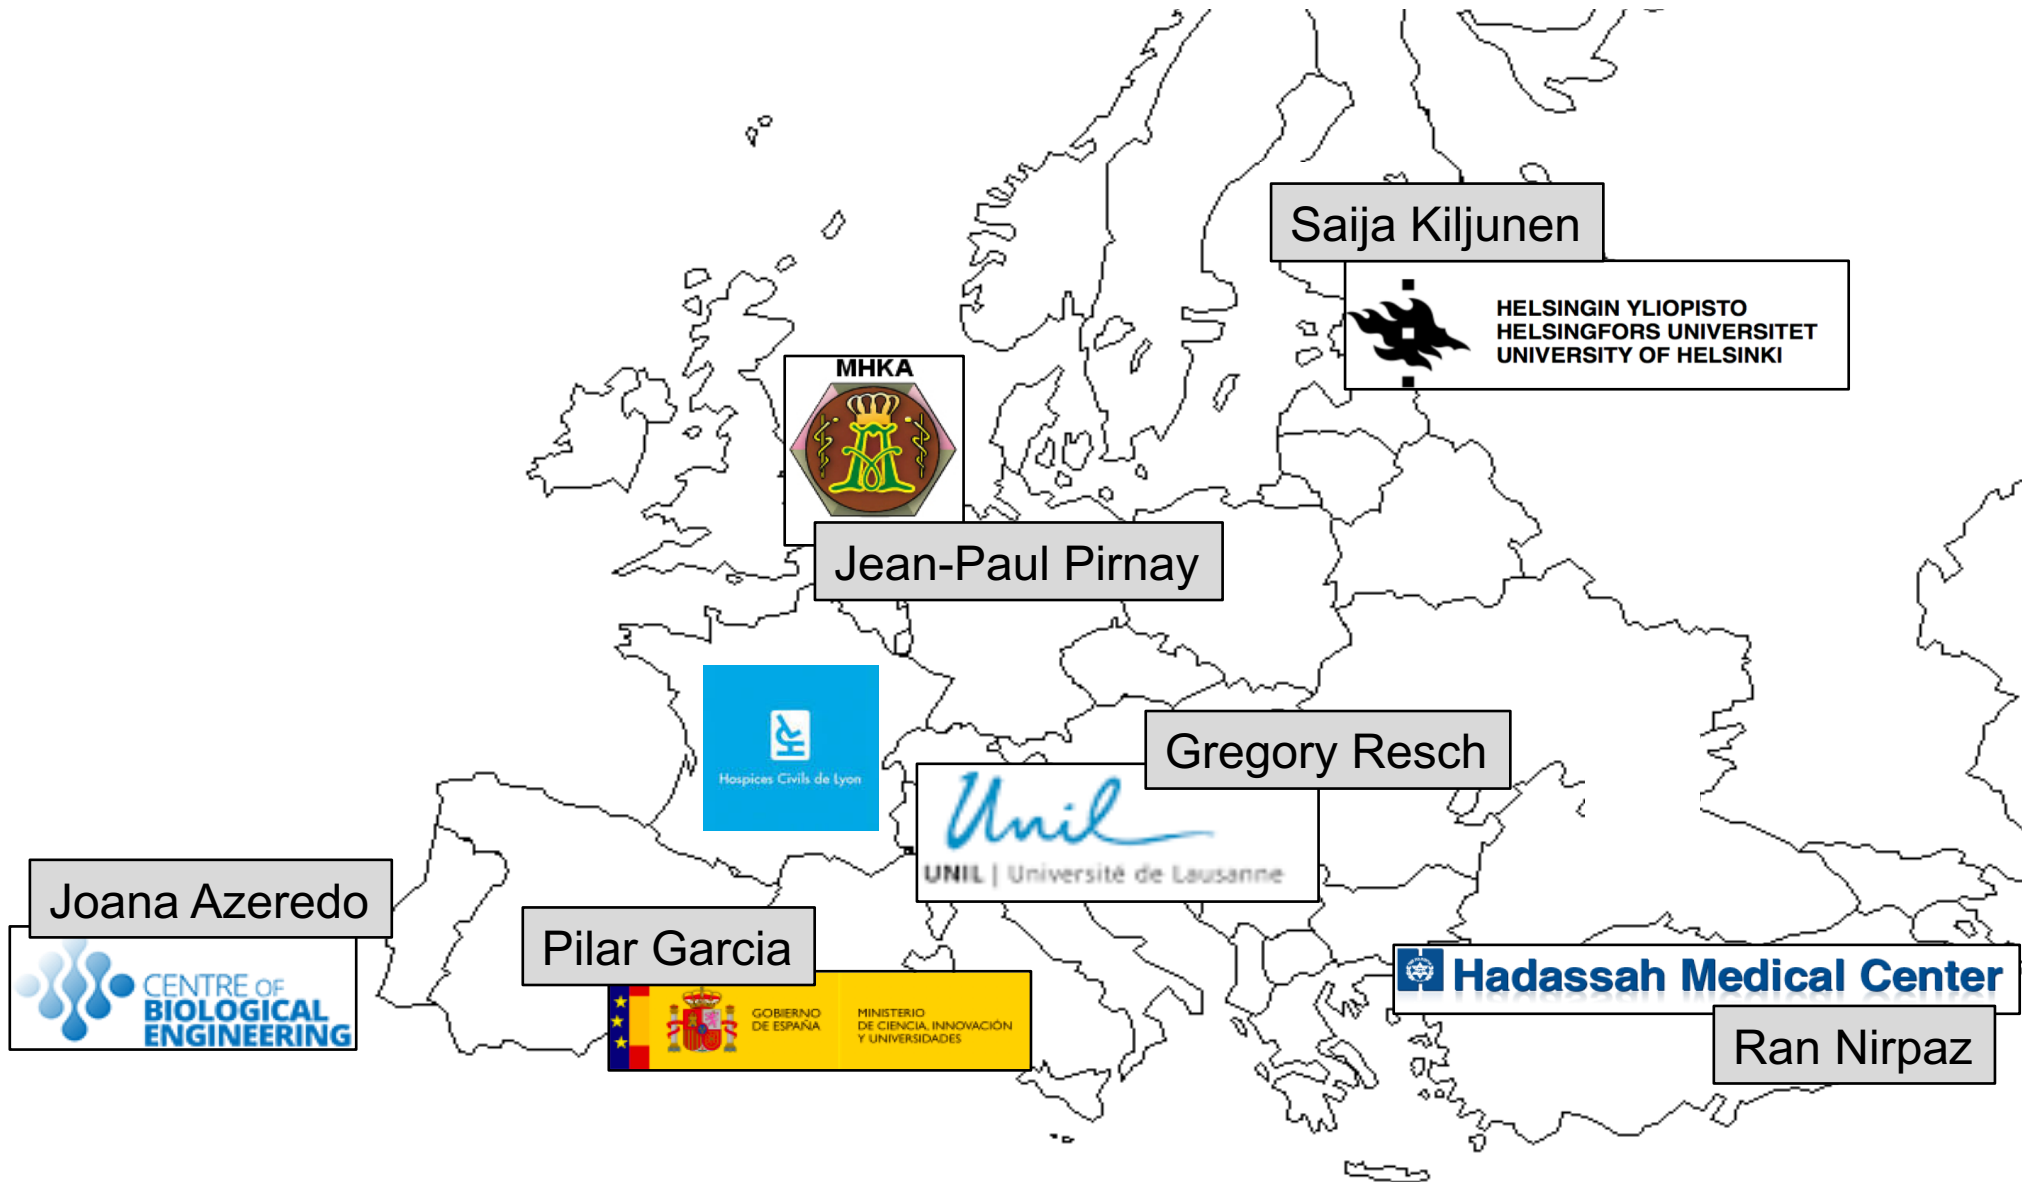 Saija Kiljunen
HELSINGIN YLIOPISTO
HELSINGFORS UNIVERSITET
UNIVERSITY OF HELSINKI
MHKA
Jean-Paul Pirnay
Hospices Civils de Lyon
Gregory Resch
Unil
UNIL | Université de Lausanne
Joana Azeredo
CENTRE OF
BIOLOGICAL
ENGINEERING
Pilar Garcia
GOBIERNO
DE ESPAÑA
MINISTERIO
DE CIENCIA, INNOVACIÓN
Y UNIVERSIDADES
Hadassah Medical Center
Ran Nirpaz